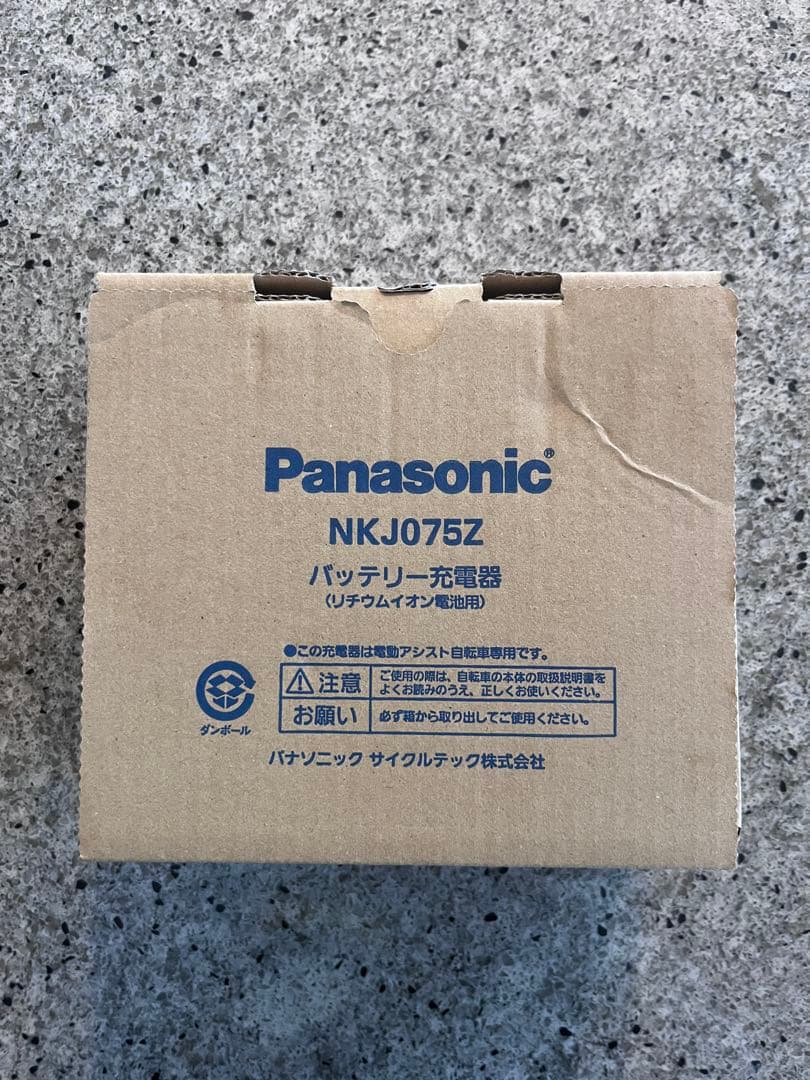 Panasonic®
NKJ075Z
バッテリー充電器
(リチウムイオン電池用)
●この充電器は電動アシスト自転車専用です。
注意
ご使用の際は、自転車の本体の取扱説明書を
よくお読みのうえ、正しくお使いください。
お願い
必ず箱から取り出してご使用ください。
ダンボール
パナソニック サイクルテック株式会社